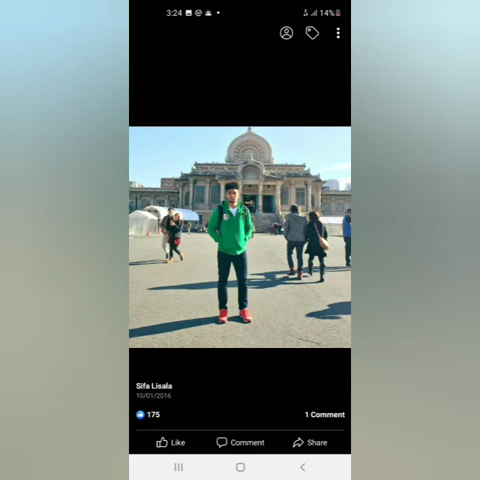 3:24
14%
Sifa Lisala
10/01/2016
175
1 Comment
Like
Comment
Share